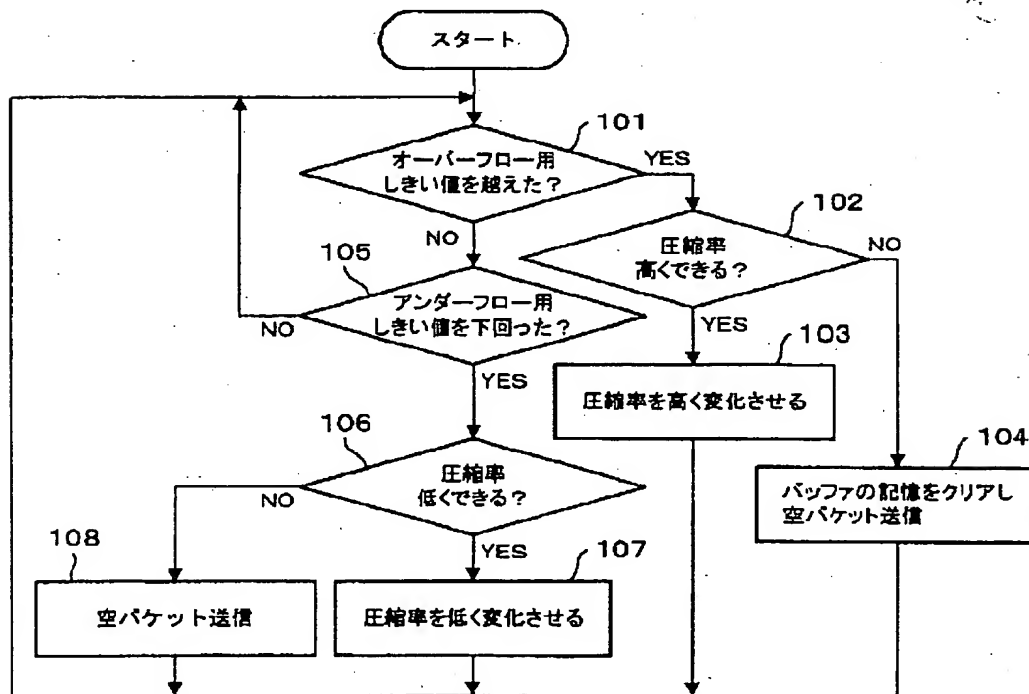 スタート
101
オーバーフロー用
しきい値を越えた？
YES
102
NO
圧縮率
高くできる？
NO
105
アンダーフロー用
しきい値を下回った？
NO
YES
103
YES
圧縮率を高く変化させる
106
圧縮率
低くできる？
NO
104
バッファの記憶をクリアし
空パケット送信
YES
108
107
空パケット送信
圧縮率を低く変化させる